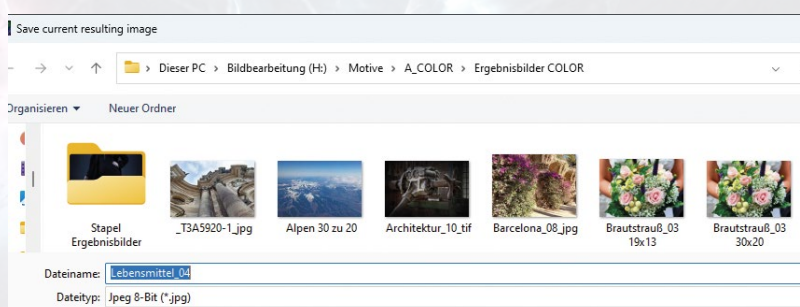 Save current resulting image
Dieser PC > Bildbearbeitung (H:) > Motive > A_COLOR > Ergebnisbilder COLOR
Organisieren Neuer Ordner
Stapel Ergebnisbilder
_T3A5920-1_jpg
Alpen 30 zu 20
Architektur_10_tif
Barcelona_08_jpg
Brautstrauß_03 19x13
Brautstrauß_03 30x20
Dateiname: Lebensmittel_04
Dateityp: Jpeg 8-Bit (*.jpg)